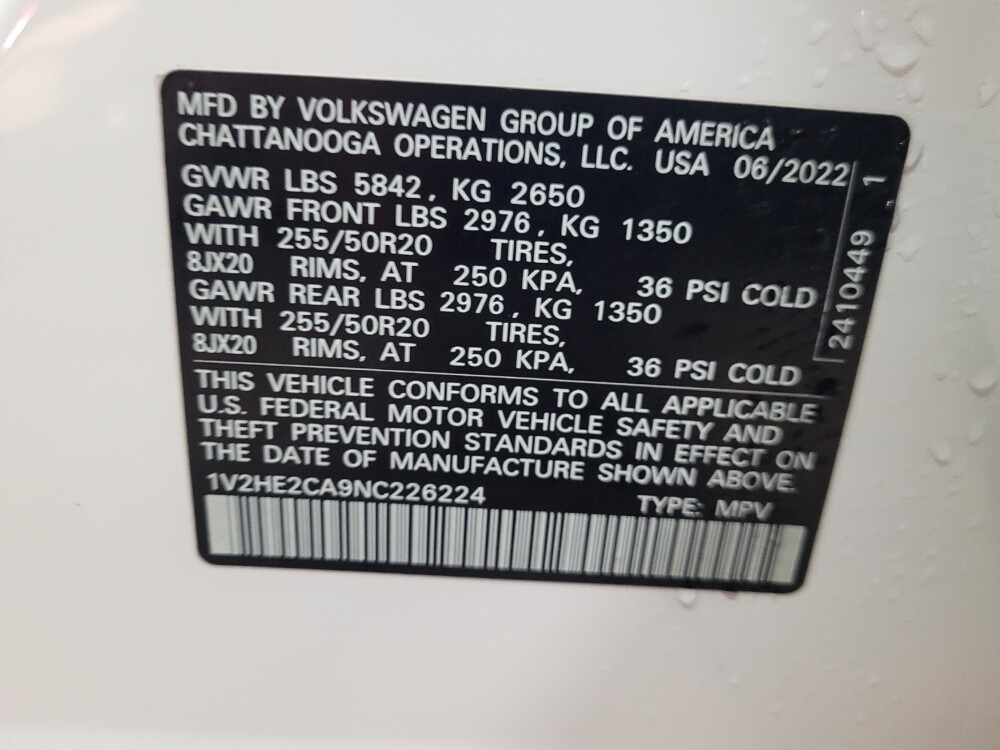 MFD BY VOLKSWAGEN GROUP OF AMERICA
CHATTANOOGA OPERATIONS, LLC. USA 06/2022
GVWR LBS 5842, KG 2650
GAWR FRONT LBS 2976, KG 1350
WITH 255/50R20 TIRES,
8JX20 RIMS, AT 250 KPA, 36 PSI COLD
GAWR REAR LBS 2976, KG 1350
WITH 255/50R20 TIRES,
8JX20 RIMS, AT 250 KPA, 36 PSI COLD
THIS VEHICLE CONFORMS TO ALL APPLICABLE
U.S. FEDERAL MOTOR VEHICLE SAFETY AND
THEFT PREVENTION STANDARDS IN EFFECT ON
THE DATE OF MANUFACTURE SHOWN ABOVE.
1V2HE2CA9NC226224 TYPE: MPV
2410449 1